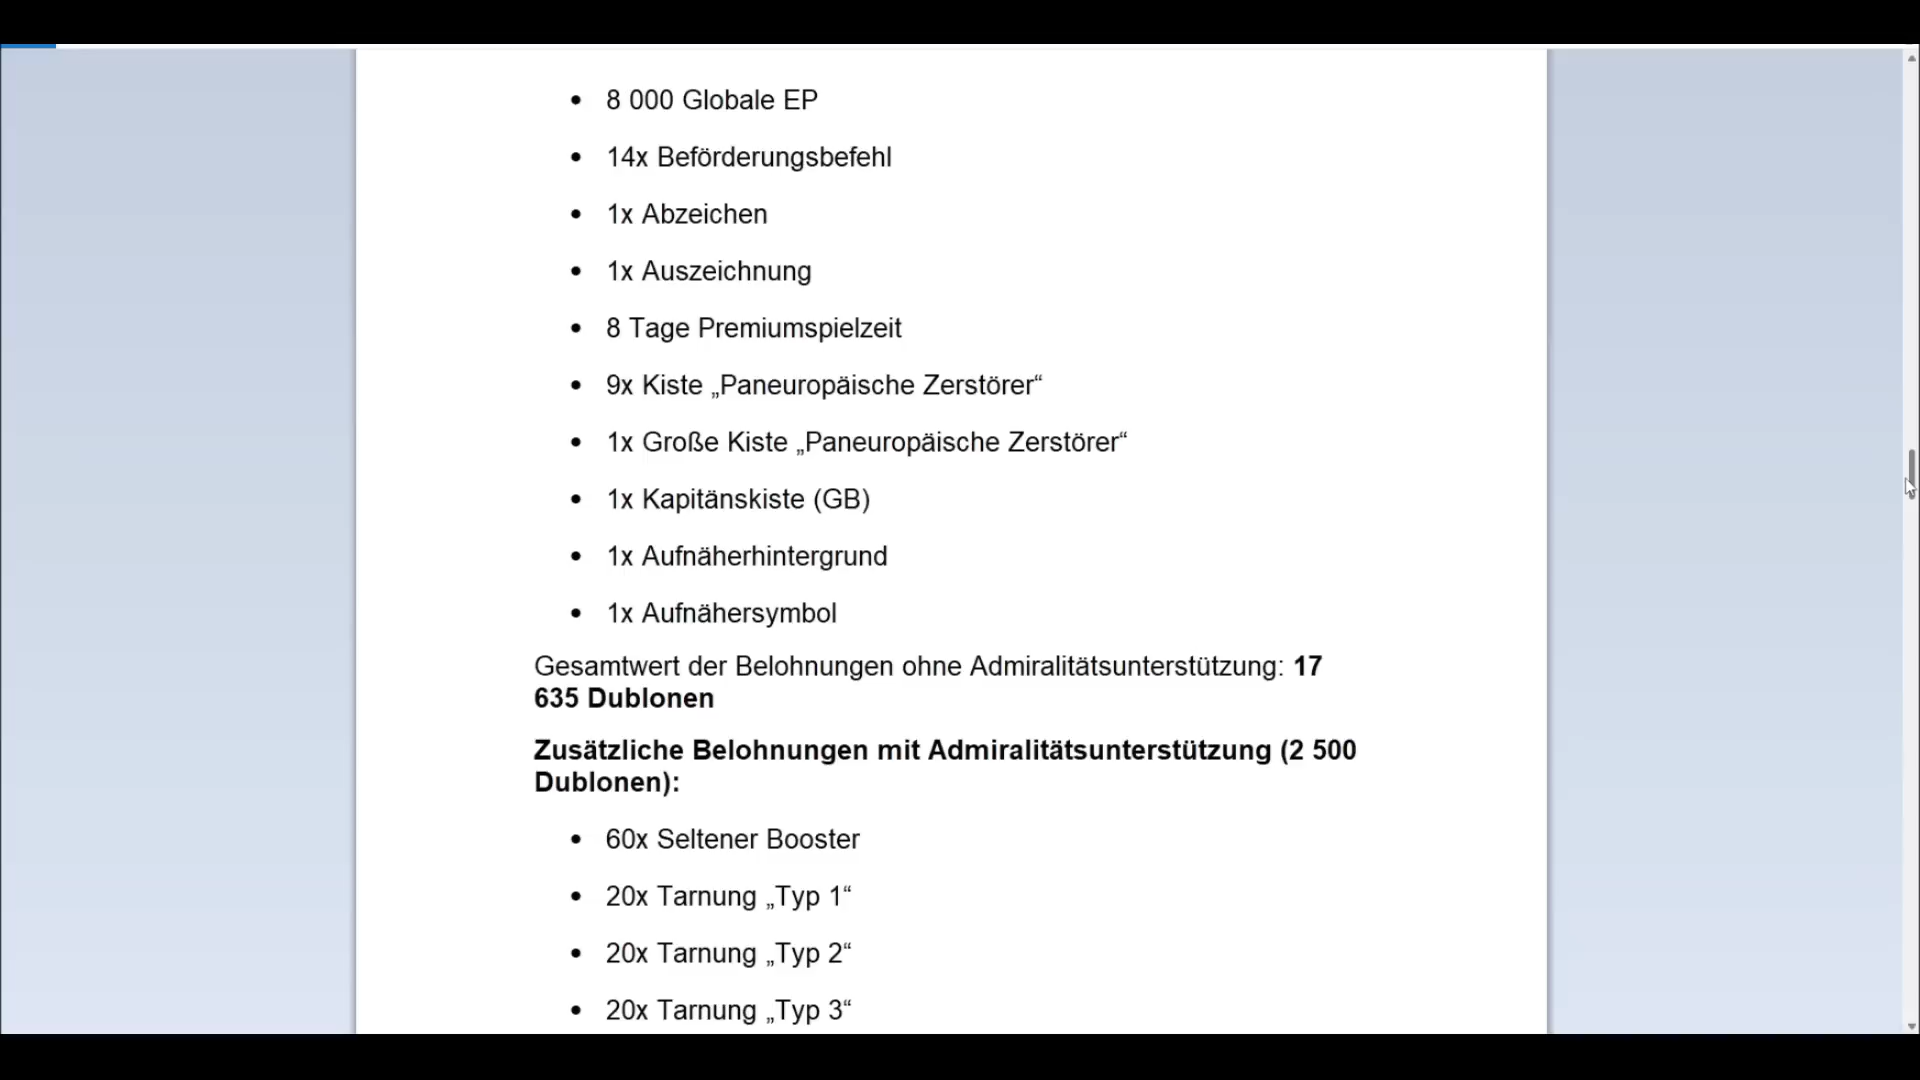 • 8 000 Globale EP
• 14x Beförderungsbefehl
• 1x Abzeichen
• 1x Auszeichnung
• 8 Tage Premiumspielzeit
• 9x Kiste „Paneuropäische Zerstörer“
• 1x Große Kiste „Paneuropäische Zerstörer“
• 1x Kapitänskiste (GB)
• 1x Aufnäherhintergrund
• 1x Aufnähersymbol
Gesamtwert der Belohnungen ohne Admiralitätsunterstützung: 17
635 Dublonen
Zusätzliche Belohnungen mit Admiralitätsunterstützung (2 500
Dublonen):
• 60x Seltener Booster
• 20x Tarnung „Typ 1“
• 20x Tarnung „Typ 2“
• 20x Tarnung „Typ 3“